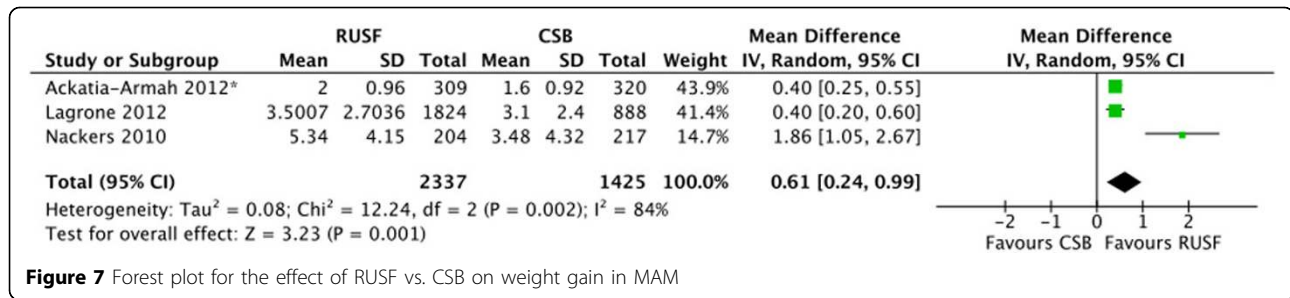 RUSF CSB Mean Difference Mean Difference
Study or Subgroup Mean SD Total Mean SD Total Weight IV, Random, 95% CI IV, Random, 95% CI
Ackatia-Armah 2012* 2 0.96 309 1.6 0.92 320 43.9% 0.40 [0.25, 0.55]
Lagrone 2012 3.5007 2.7036 1824 3.1 2.4 888 41.4% 0.40 [0.20, 0.60]
Nackers 2010 5.34 4.15 204 3.48 4.32 217 14.7% 1.86 [1.05, 2.67]
Total (95% CI) 2337 1425 100.0% 0.61 [0.24, 0.99]
Heterogeneity: Tau² = 0.08; Chi² = 12.24, df = 2 (P = 0.002); I² = 84%
Test for overall effect: Z = 3.23 (P = 0.001)
-2 -1 0 1 2
Favours CSB Favours RUSF
Figure 7 Forest plot for the effect of RUSF vs. CSB on weight gain in MAM